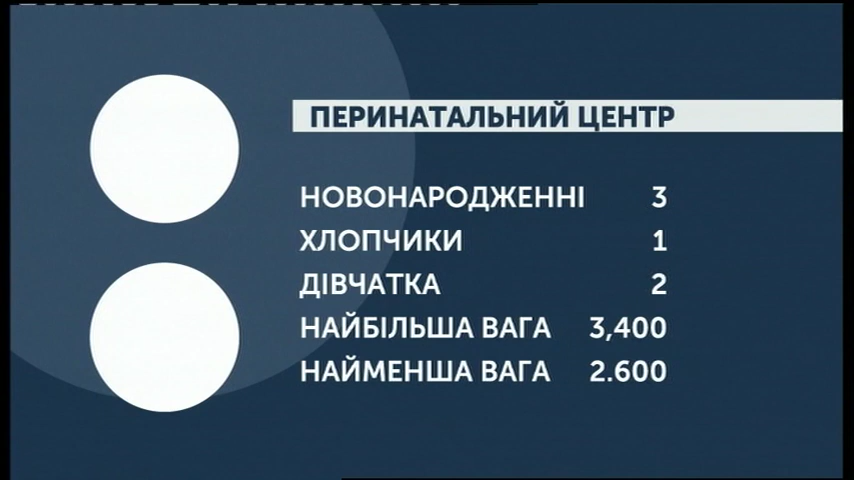 ПЕРИНАТАЛЬНИЙ ЦЕНТР
НОВОНАРОДЖЕННІ 3
ХЛОПЧИКИ 1
ДІВЧАТКА 2
НАЙБІЛЬША ВАГА 3,400
НАЙМЕНША ВАГА 2.600